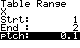 Table Range
X
Strt: 1
End : 2
ptch: 0.1